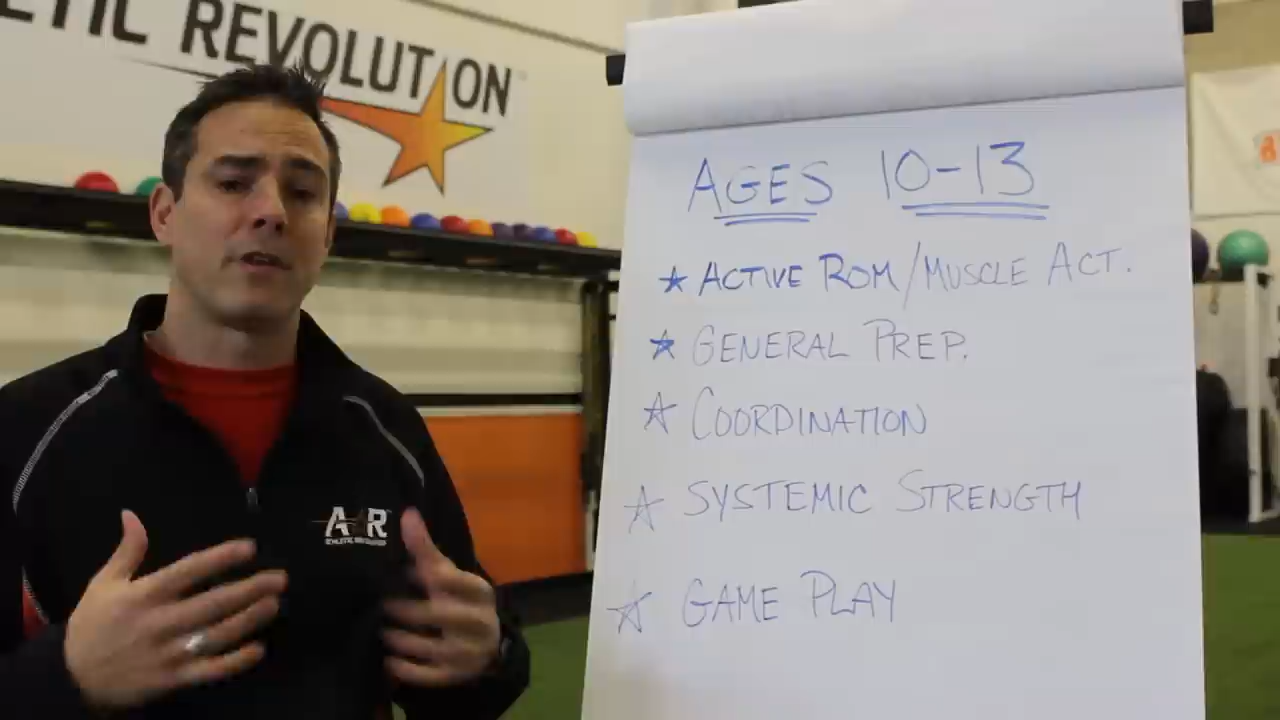 ETIC REVOLUTION
AGES 10-13
ACTIVE ROM/MUSCLE ACT.
GENERAL PREP.
COORDINATION
SYSTEMIC STRENGTH
GAME PLAY
A R